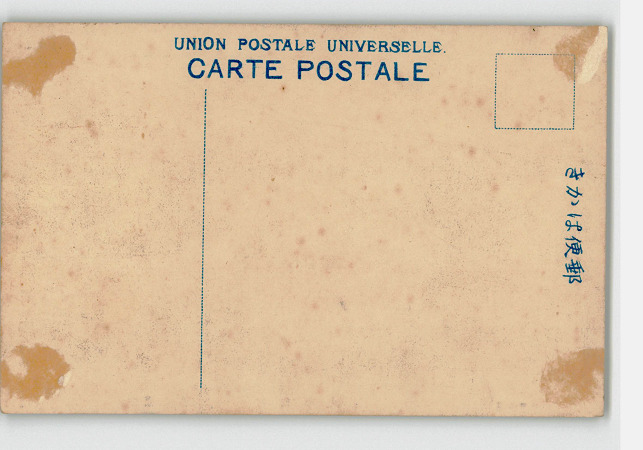 UNION POSTALE UNIVERSELLE.
CARTE POSTALE
きかは便郵